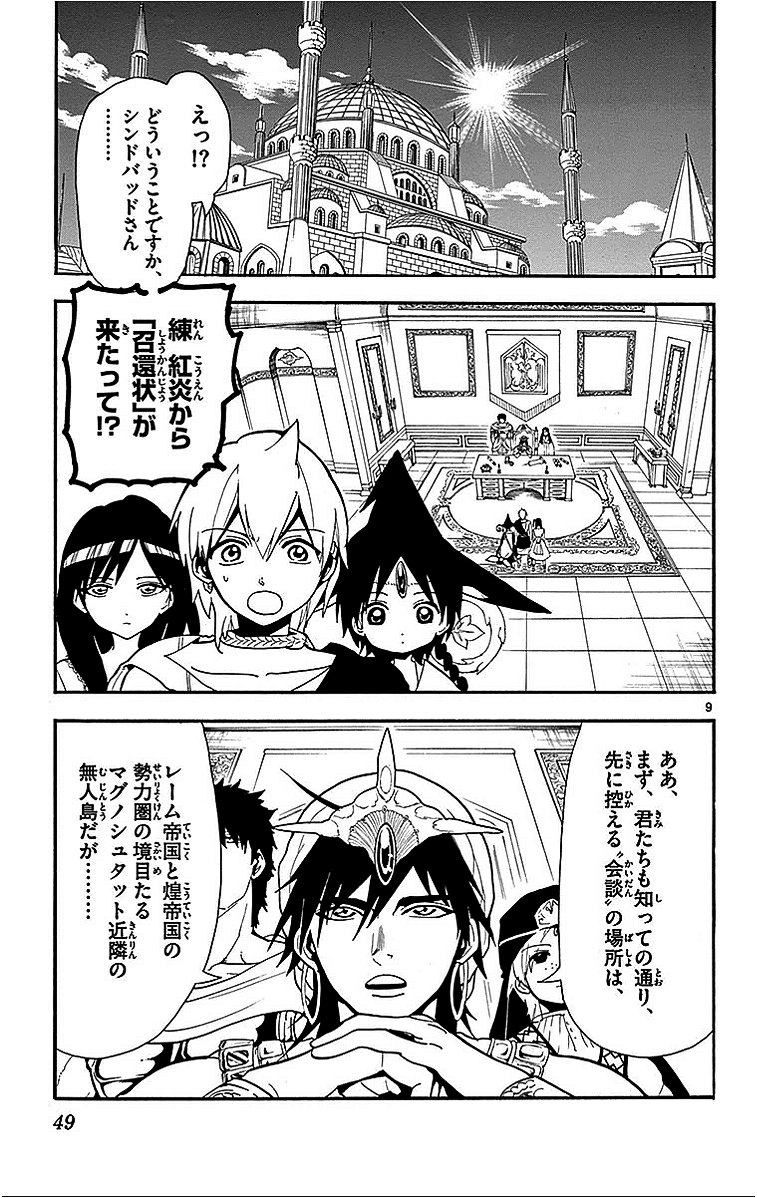 えっ!?
どういうことですか、
シンドバッドさん
………
練 紅炎から
「召還状」が
来たって!?
9
ああ、
まず、君たちも知っての通り、
先に控える〝会談〟の場所は、
レーム帝国と煌帝国の
勢力圏の境目たる
マグノシュタット近隣の
無人島だが………
49